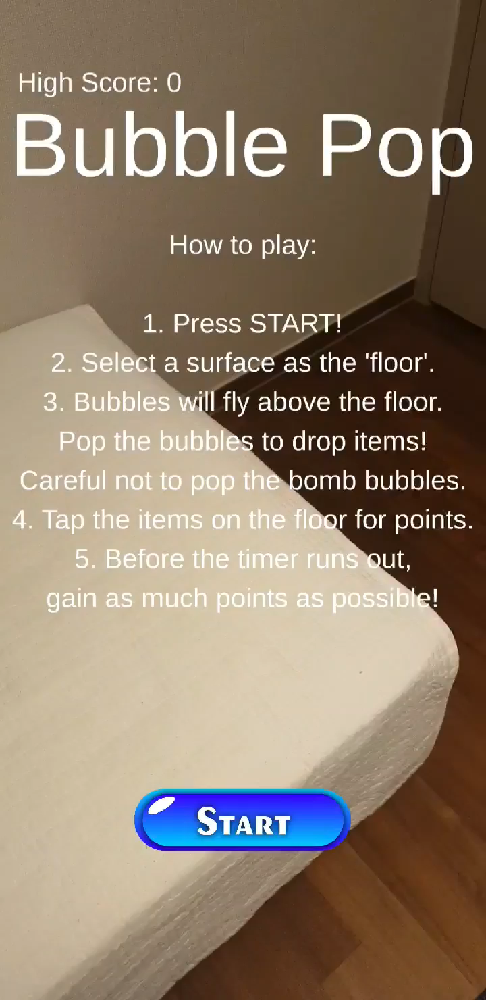 High Score: 0
Bubble Pop
How to play:
1. Press START!
2. Select a surface as the 'floor'.
3. Bubbles will fly above the floor.
Pop the bubbles to drop items!
Careful not to pop the bomb bubbles.
4. Tap the items on the floor for points.
5. Before the timer runs out,
gain as much points as possible!
START